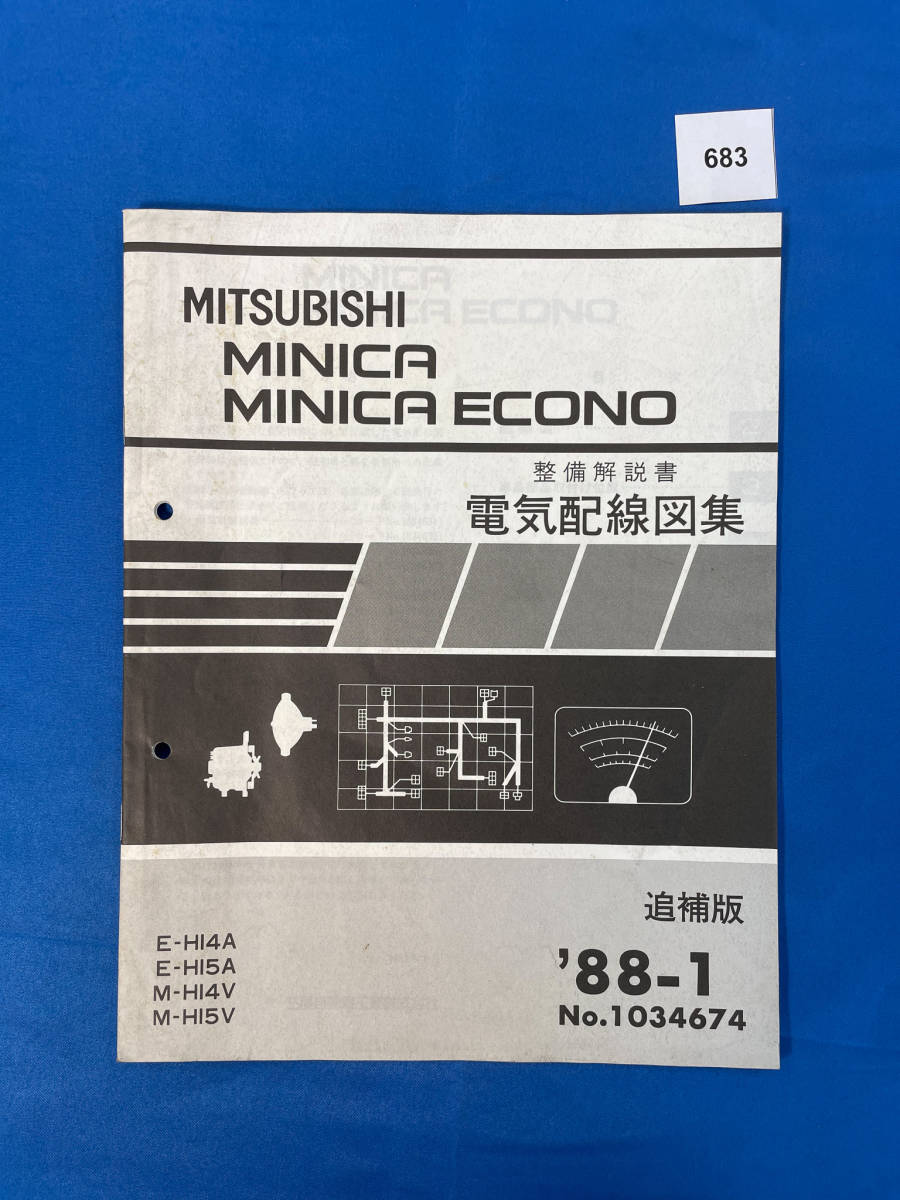 683
MITSUBISHI
MINICA
MINICA ECONO
整備解説書
電気配線図集
追補版
E-H14A
E-H15A
M-H14V
M-H15V
'88-1
No.1034674